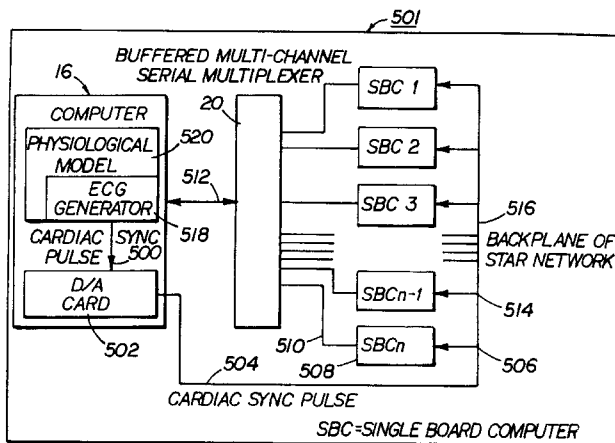 501
BUFFERED MULTI-CHANNEL
SERIAL MULTIPLEXER
16
COMPUTER
PHYSIOLOGICAL
MODEL
520
ECG
GENERATOR
518
CARDIAC SYNC
PULSE 500
D/A
CARD
502
512
20
SBC 1
SBC 2
SBC 3
516
BACKPLANE OF
STAR NETWORK
SBCn-1
514
SBCn
510
508
506
504
CARDIAC SYNC PULSE
SBC=SINGLE BOARD COMPUTER